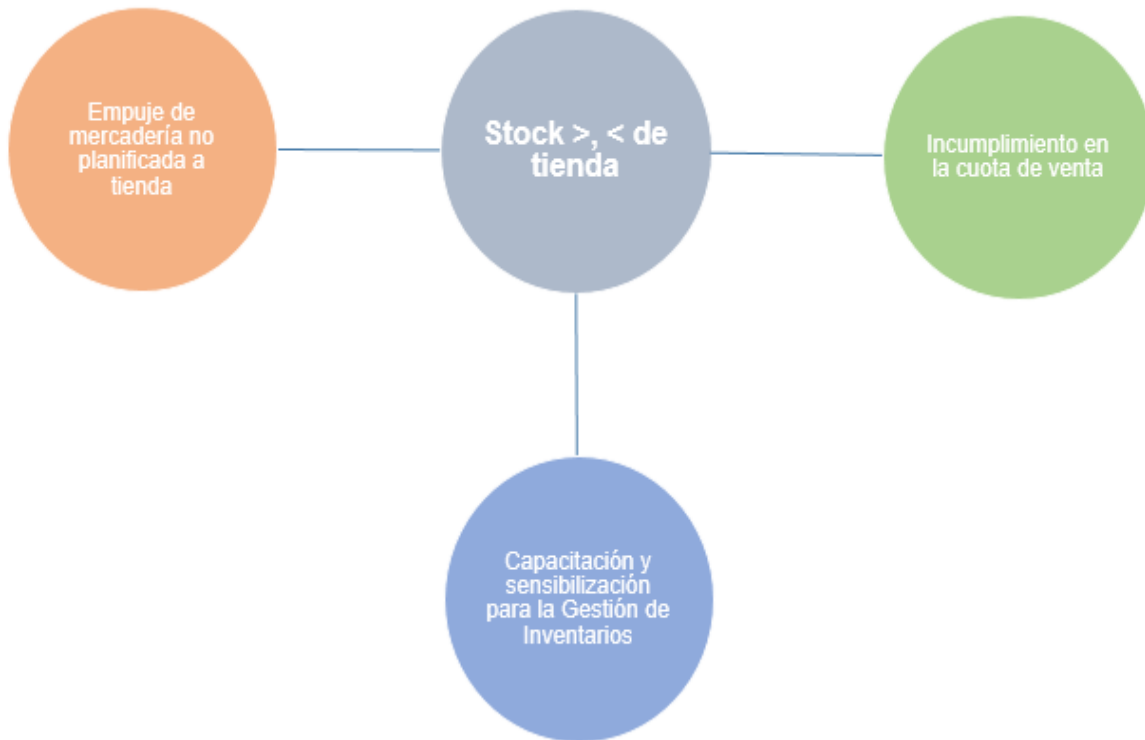 Empuje de
mercadería no
planificada a
tienda
Stock >, < de
tienda
Incumplimiento en
la cuota de venta
Capacitación y
sensibilización
para la Gestión de
Inventarios